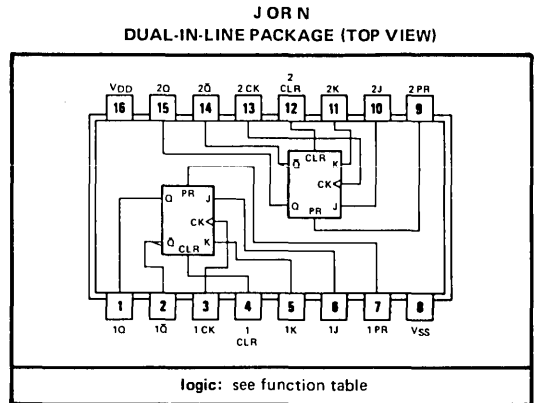 J OR N
DUAL-IN-LINE PACKAGE (TOP VIEW)
VDD 2Q 2Q̄ 2 CK 2 CLR 2K 2J 2 PR
16 15 14 13 12 11 10 9
Q̄ CLR K
CK
Q PR J
Q PR J
CK
Q̄ CLR K
1 2 3 4 5 6 7 8
1Q 1Q̄ 1 CK 1 CLR 1K 1J 1 PR VSS
logic: see function table